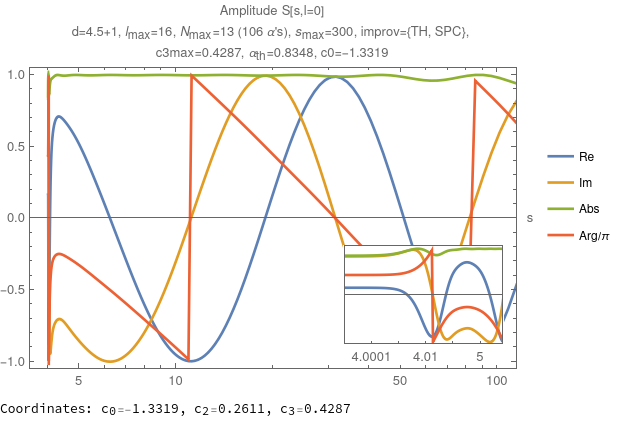 Amplitude S[s,l=0]
d=4.5+1, lmax=16, Nmax=13 (106 α's), smax=300, improv={TH, SPC},
c3max=0.4287, αth=0.8348, c0=-1.3319
1.0
0.5
0.0
-0.5
-1.0
s
Re
Im
Abs
Arg/π
4.0001 4.01 5
5 10 50 100
Coordinates: c0=-1.3319, c2=0.2611, c3=0.4287